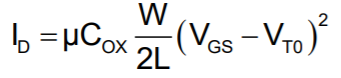 I_D = μC_OX W/2L (V_GS − V_T0)²